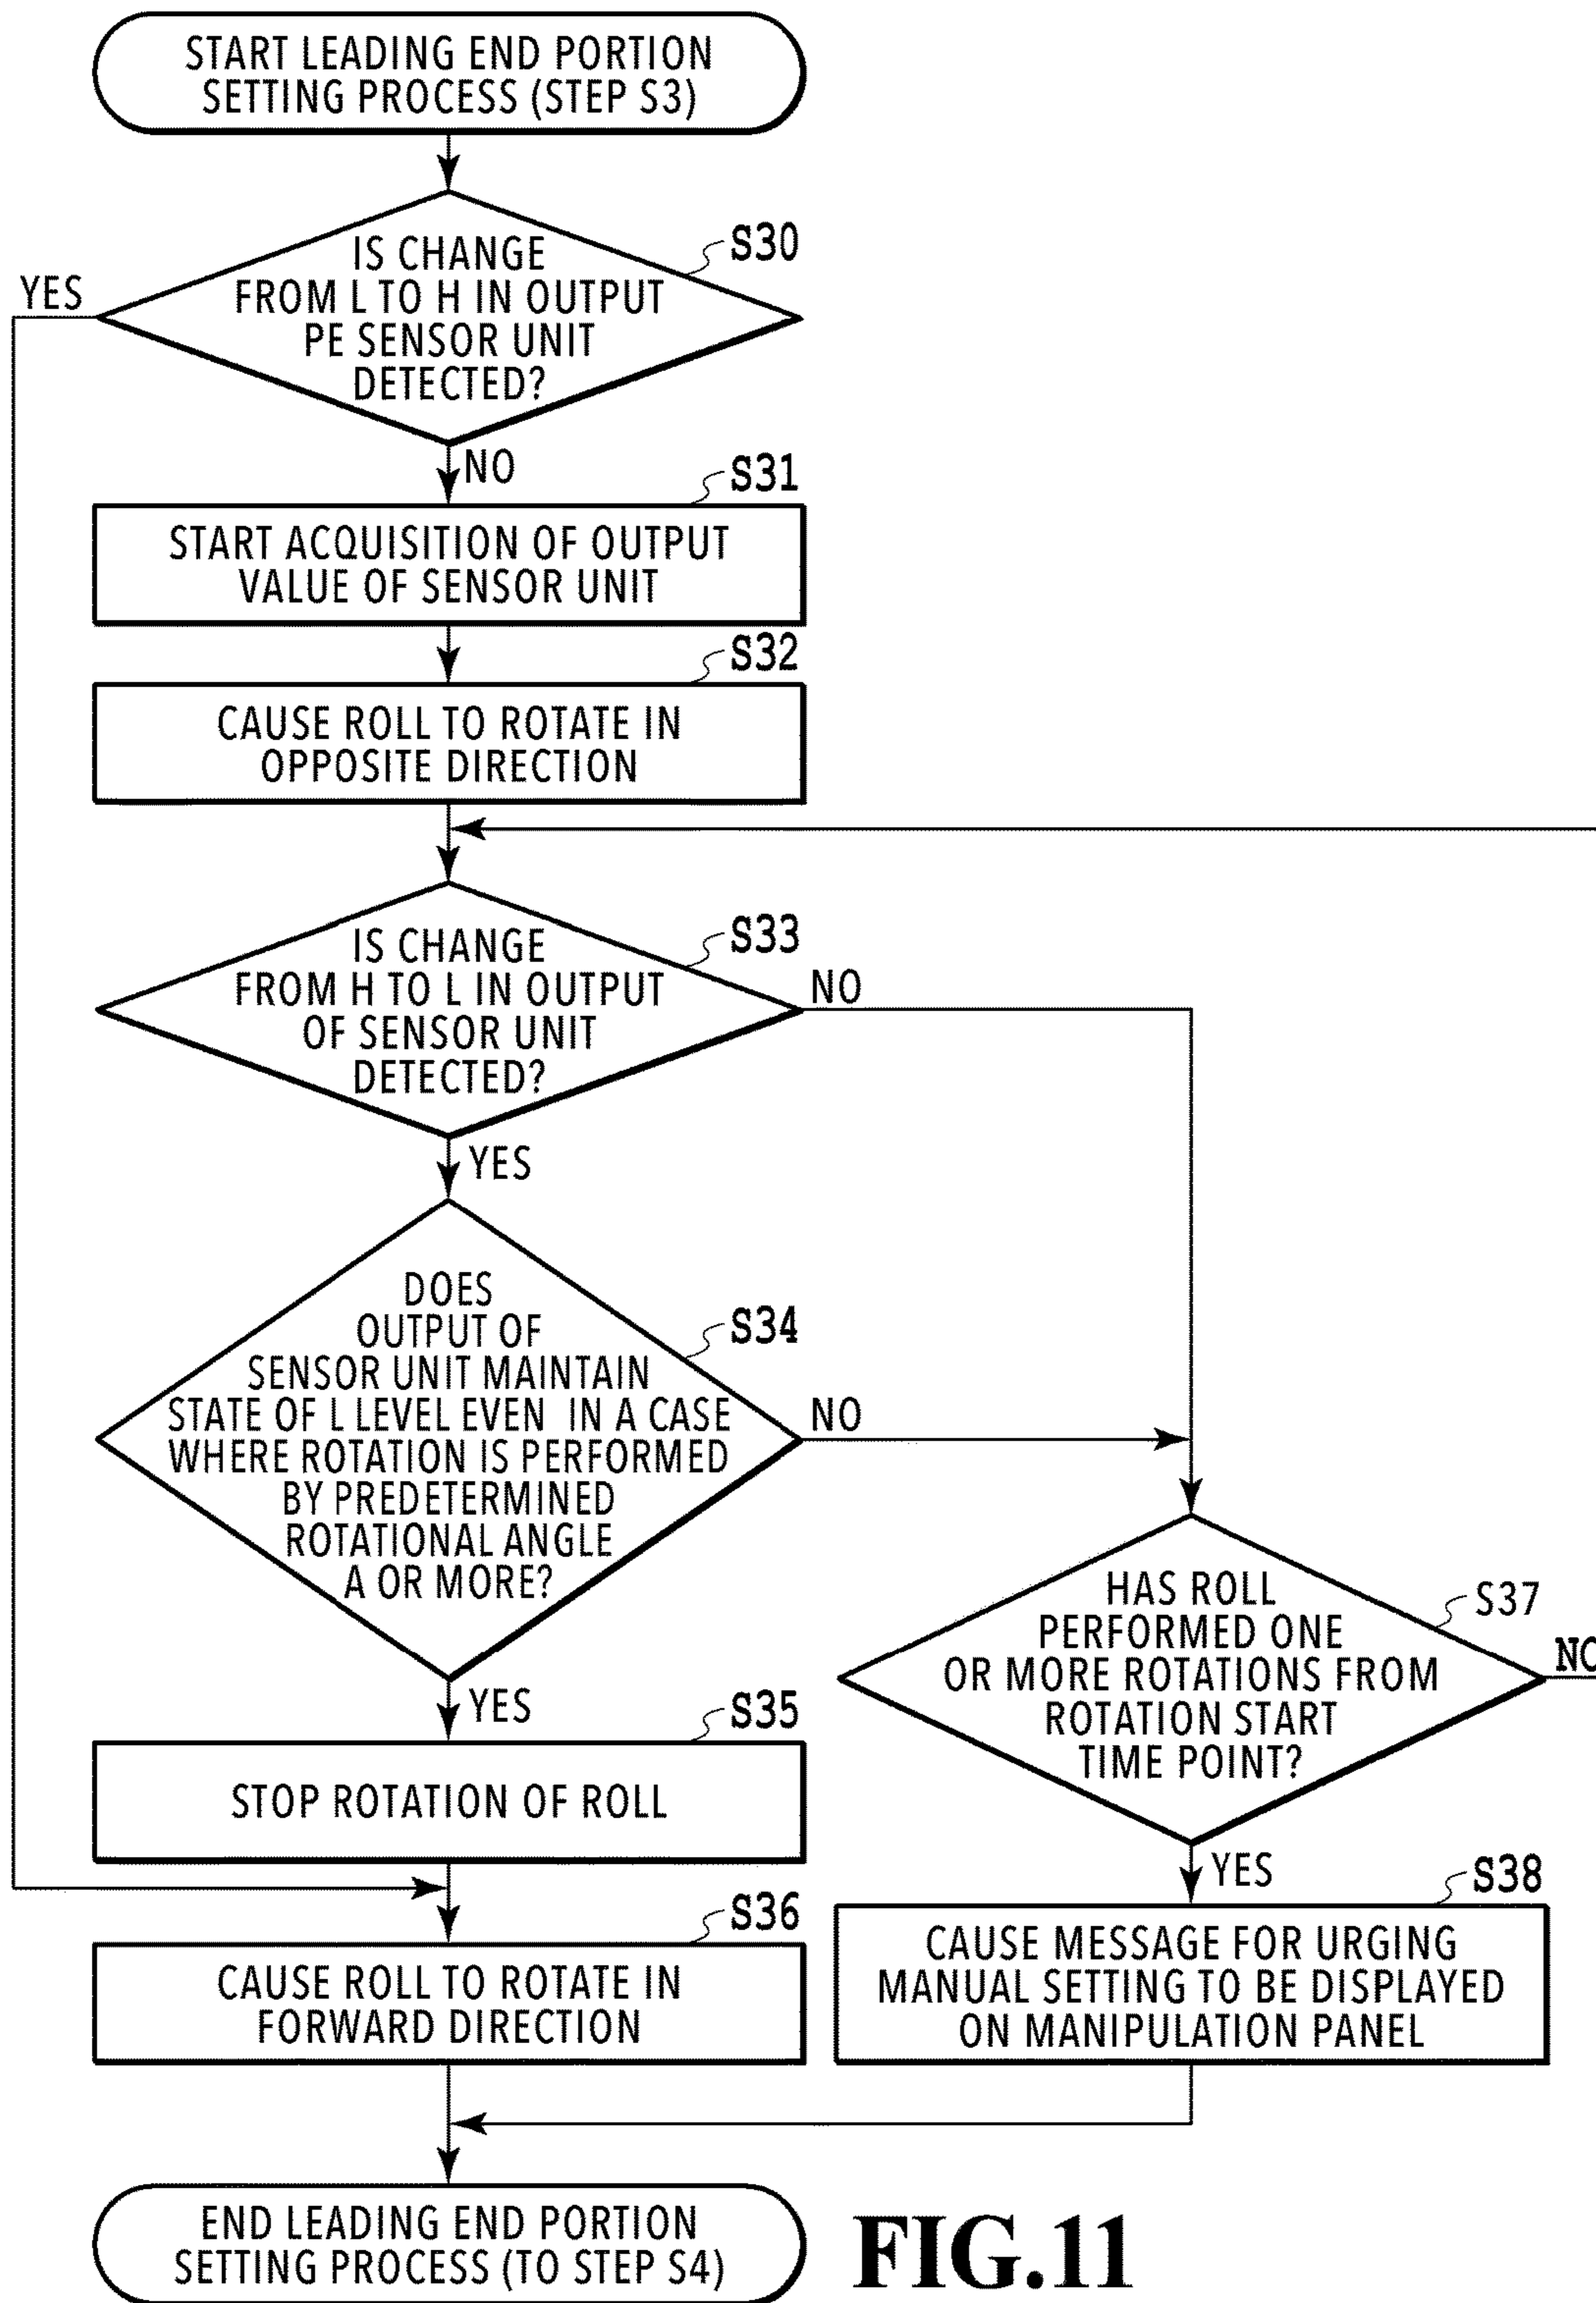 START LEADING END PORTION
SETTING PROCESS (STEP S3)
S30
IS CHANGE
FROM L TO H IN OUTPUT
PE SENSOR UNIT
DETECTED?
YES
NO
S31
START ACQUISITION OF OUTPUT
VALUE OF SENSOR UNIT
S32
CAUSE ROLL TO ROTATE IN
OPPOSITE DIRECTION
S33
IS CHANGE
FROM H TO L IN OUTPUT
OF SENSOR UNIT
DETECTED?
NO
YES
S34
DOES
OUTPUT OF
SENSOR UNIT MAINTAIN
STATE OF L LEVEL EVEN IN A CASE
WHERE ROTATION IS PERFORMED
BY PREDETERMINED
ROTATIONAL ANGLE
A OR MORE?
NO
YES
S37
HAS ROLL
PERFORMED ONE
OR MORE ROTATIONS FROM
ROTATION START
TIME POINT?
NO
YES
S35
STOP ROTATION OF ROLL
S36
CAUSE ROLL TO ROTATE IN
FORWARD DIRECTION
S38
CAUSE MESSAGE FOR URGING
MANUAL SETTING TO BE DISPLAYED
ON MANIPULATION PANEL
END LEADING END PORTION
SETTING PROCESS (TO STEP S4)
FIG.11